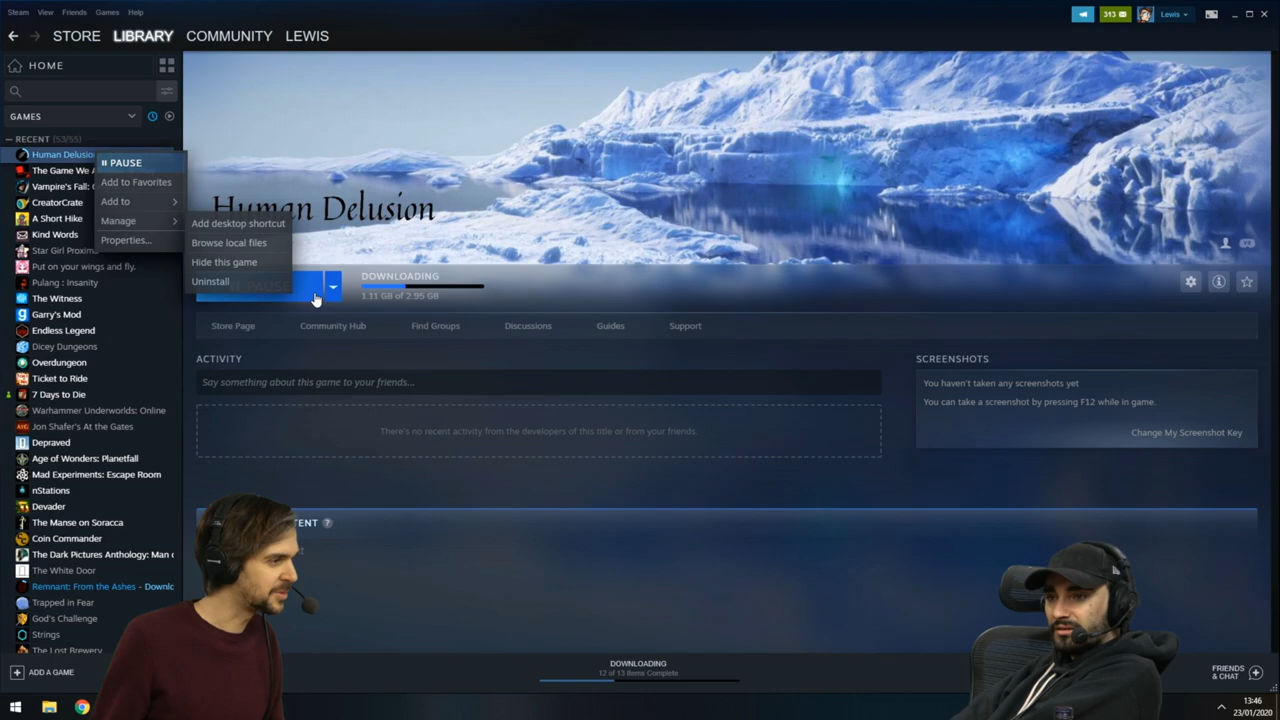 Steam View Friends Games Help
313
Lewis
STORE LIBRARY COMMUNITY LEWIS
HOME
GAMES
RECENT (53/55)
Human Delusion
The Game We A
Vampire's Fall:
CreatorCrate
A Short Hike
Kind Words
Star Girl Proxima
Put on your wings and fly.
Pulang : Insanity
The Witness
Garry's Mod
Endless Legend
Dicey Dungeons
Overdungeon
Ticket to Ride
7 Days to Die
Warhammer Underworlds: Online
Jon Shafer's At the Gates
Depraved
Age of Wonders: Planetfall
Mad Experiments: Escape Room
nStations
Devader
The Manse on Soracca
Coin Commander
The Dark Pictures Anthology: Man o
The White Door
Remnant: From the Ashes - Downlo
Trapped in Fear
God's Challenge
Strings
The Lost Brewery
ADD A GAME
PAUSE
Add to Favorites
Add to
Manage
Properties...
Add desktop shortcut
Browse local files
Hide this game
Uninstall
Human Delusion
PAUSE
DOWNLOADING
1.11 GB of 2.95 GB
Store Page Community Hub Find Groups Discussions Guides Support
ACTIVITY
Say something about this game to your friends...
There's no recent activity from the developers of this title or from your friends.
SCREENSHOTS
You haven't taken any screenshots yet
You can take a screenshot by pressing F12 while in game.
Change My Screenshot Key
TENT ?
DOWNLOADING
12 of 13 Items Complete
FRIENDS
& CHAT
13:46
23/01/2020